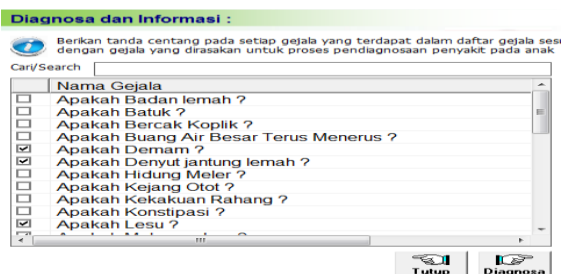 Diagnosa dan Informasi :
Berikan tanda centang pada setiap gejala yang terdapat dalam daftar gejala
dengan gejala yang dirasakan untuk proses pendiagnosaan penyakit pada anak
Cari/Search
Nama Gejala
Apakah Badan lemah ?
Apakah Batuk ?
Apakah Bercak Koplik ?
Apakah Buang Air Besar Terus Menerus ?
Apakah Demam ?
Apakah Denyut jantung lemah ?
Apakah Hidung Meler ?
Apakah Kejang Otot ?
Apakah Kekakuan Rahang ?
Apakah Konstipasi ?
Apakah Lesu ?
Tutup
Diagnosa